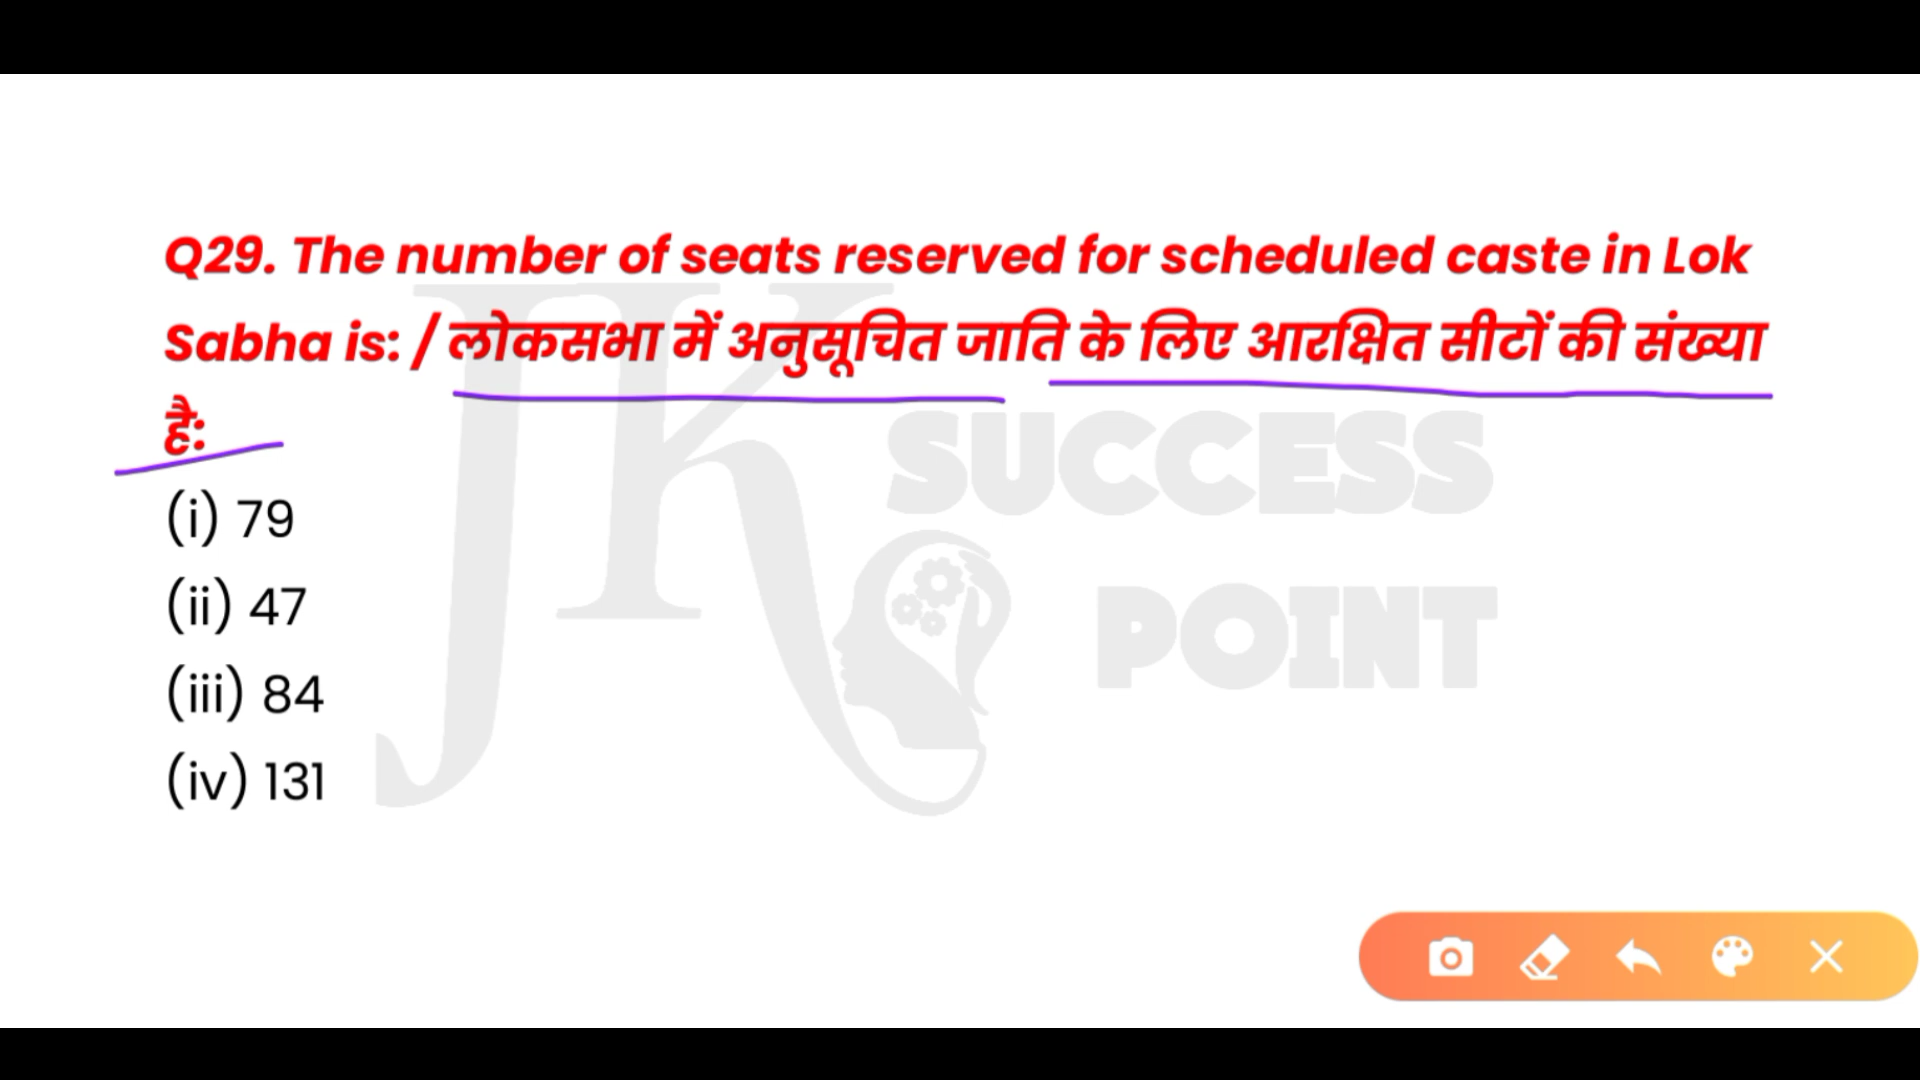 Q29. The number of seats reserved for scheduled caste in Lok
Sabha is: / लोकसभा में अनुसूचित जाति के लिए आरक्षित सीटों की संख्या
है:
(i) 79
(ii) 47
(iii) 84
(iv) 131
JK
SUCCESS
POINT